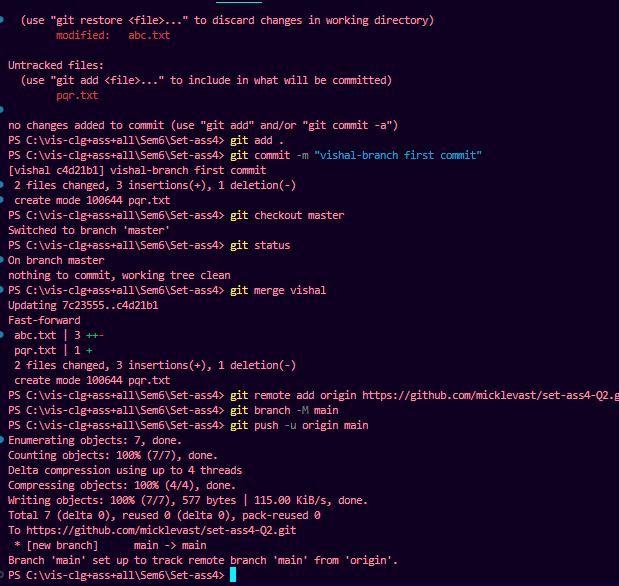 (use "git restore <file>..." to discard changes in working directory)
modified: abc.txt
Untracked files:
(use "git add <file>..." to include in what will be committed)
pqr.txt
no changes added to commit (use "git add" and/or "git commit -a")
PS C:\vis-clg+ass+all\Sem6\Set-ass4> git add .
PS C:\vis-clg+ass+all\Sem6\Set-ass4> git commit -m "vishal-branch first commit"
[vishal c4d21b1] vishal-branch first commit
2 files changed, 3 insertions(+), 1 deletion(-)
create mode 100644 pqr.txt
PS C:\vis-clg+ass+all\Sem6\Set-ass4> git checkout master
Switched to branch 'master'
PS C:\vis-clg+ass+all\Sem6\Set-ass4> git status
On branch master
nothing to commit, working tree clean
PS C:\vis-clg+ass+all\Sem6\Set-ass4> git merge vishal
Updating 7c23555..c4d21b1
Fast-forward
abc.txt | 3 ++-
pqr.txt | 1 +
2 files changed, 3 insertions(+), 1 deletion(-)
create mode 100644 pqr.txt
PS C:\vis-clg+ass+all\Sem6\Set-ass4> git remote add origin https://github.com/micklevast/set-ass4-Q2.g
PS C:\vis-clg+ass+all\Sem6\Set-ass4> git branch -M main
PS C:\vis-clg+ass+all\Sem6\Set-ass4> git push -u origin main
Enumerating objects: 7, done.
Counting objects: 100% (7/7), done.
Delta compression using up to 4 threads
Compressing objects: 100% (4/4), done.
Writing objects: 100% (7/7), 577 bytes | 115.00 KiB/s, done.
Total 7 (delta 0), reused 0 (delta 0), pack-reused 0
To https://github.com/micklevast/set-ass4-Q2.git
* [new branch] main -> main
Branch 'main' set up to track remote branch 'main' from 'origin'.
PS C:\vis-clg+ass+all\Sem6\Set-ass4>